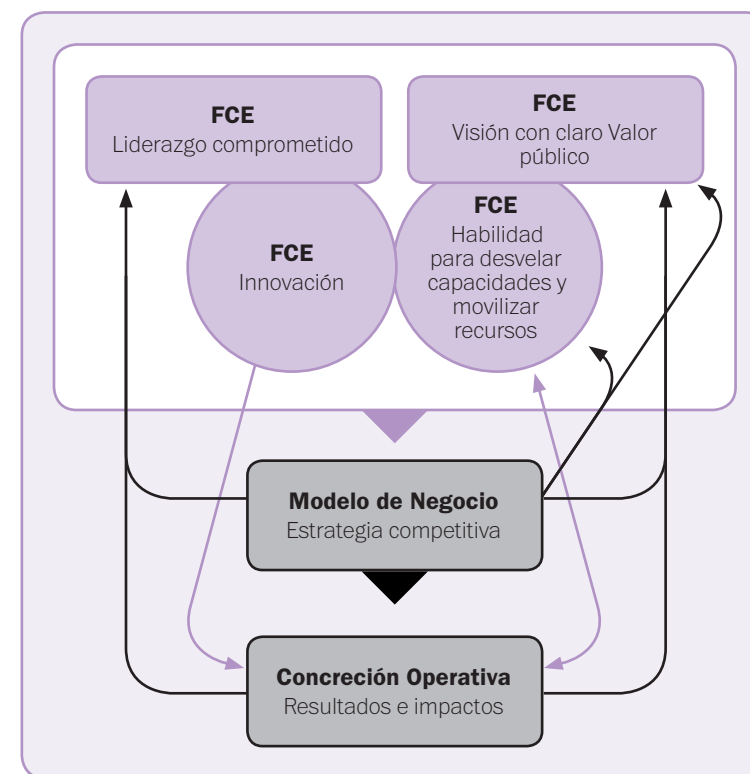 FCE
Liderazgo comprometido
FCE
Visión con claro Valor
público
FCE
Innovación
FCE
Habilidad
para desvelar
capacidades y
movilizar
recursos
Modelo de Negocio
Estrategia competitiva
Concreción Operativa
Resultados e impactos